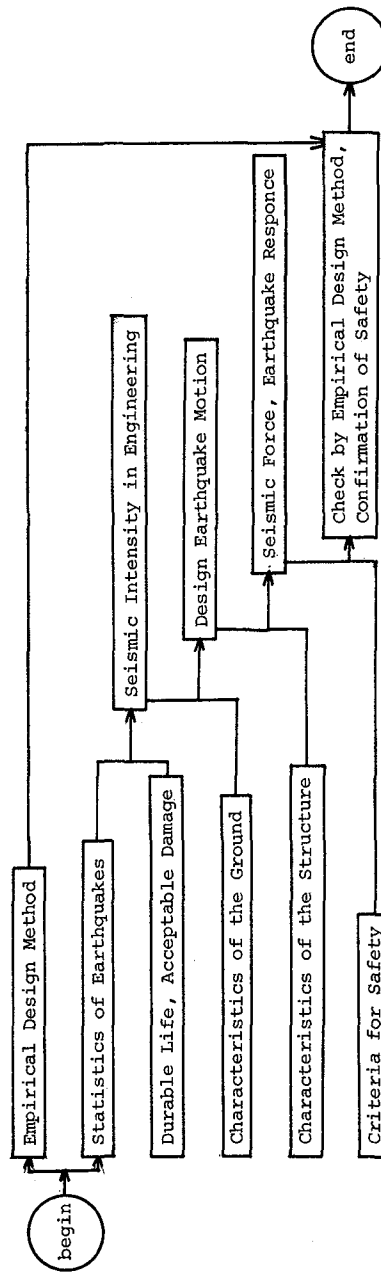 begin
Empirical Design Method
Statistics of Earthquakes
Durable Life, Acceptable Damage
Characteristics of the Ground
Characteristics of the Structure
Criteria for Safety
Seismic Intensity in Engineering
Design Earthquake Motion
Seismic Force, Earthquake Responce
Check by Empirical Design Method,
Confirmation of Safety
end